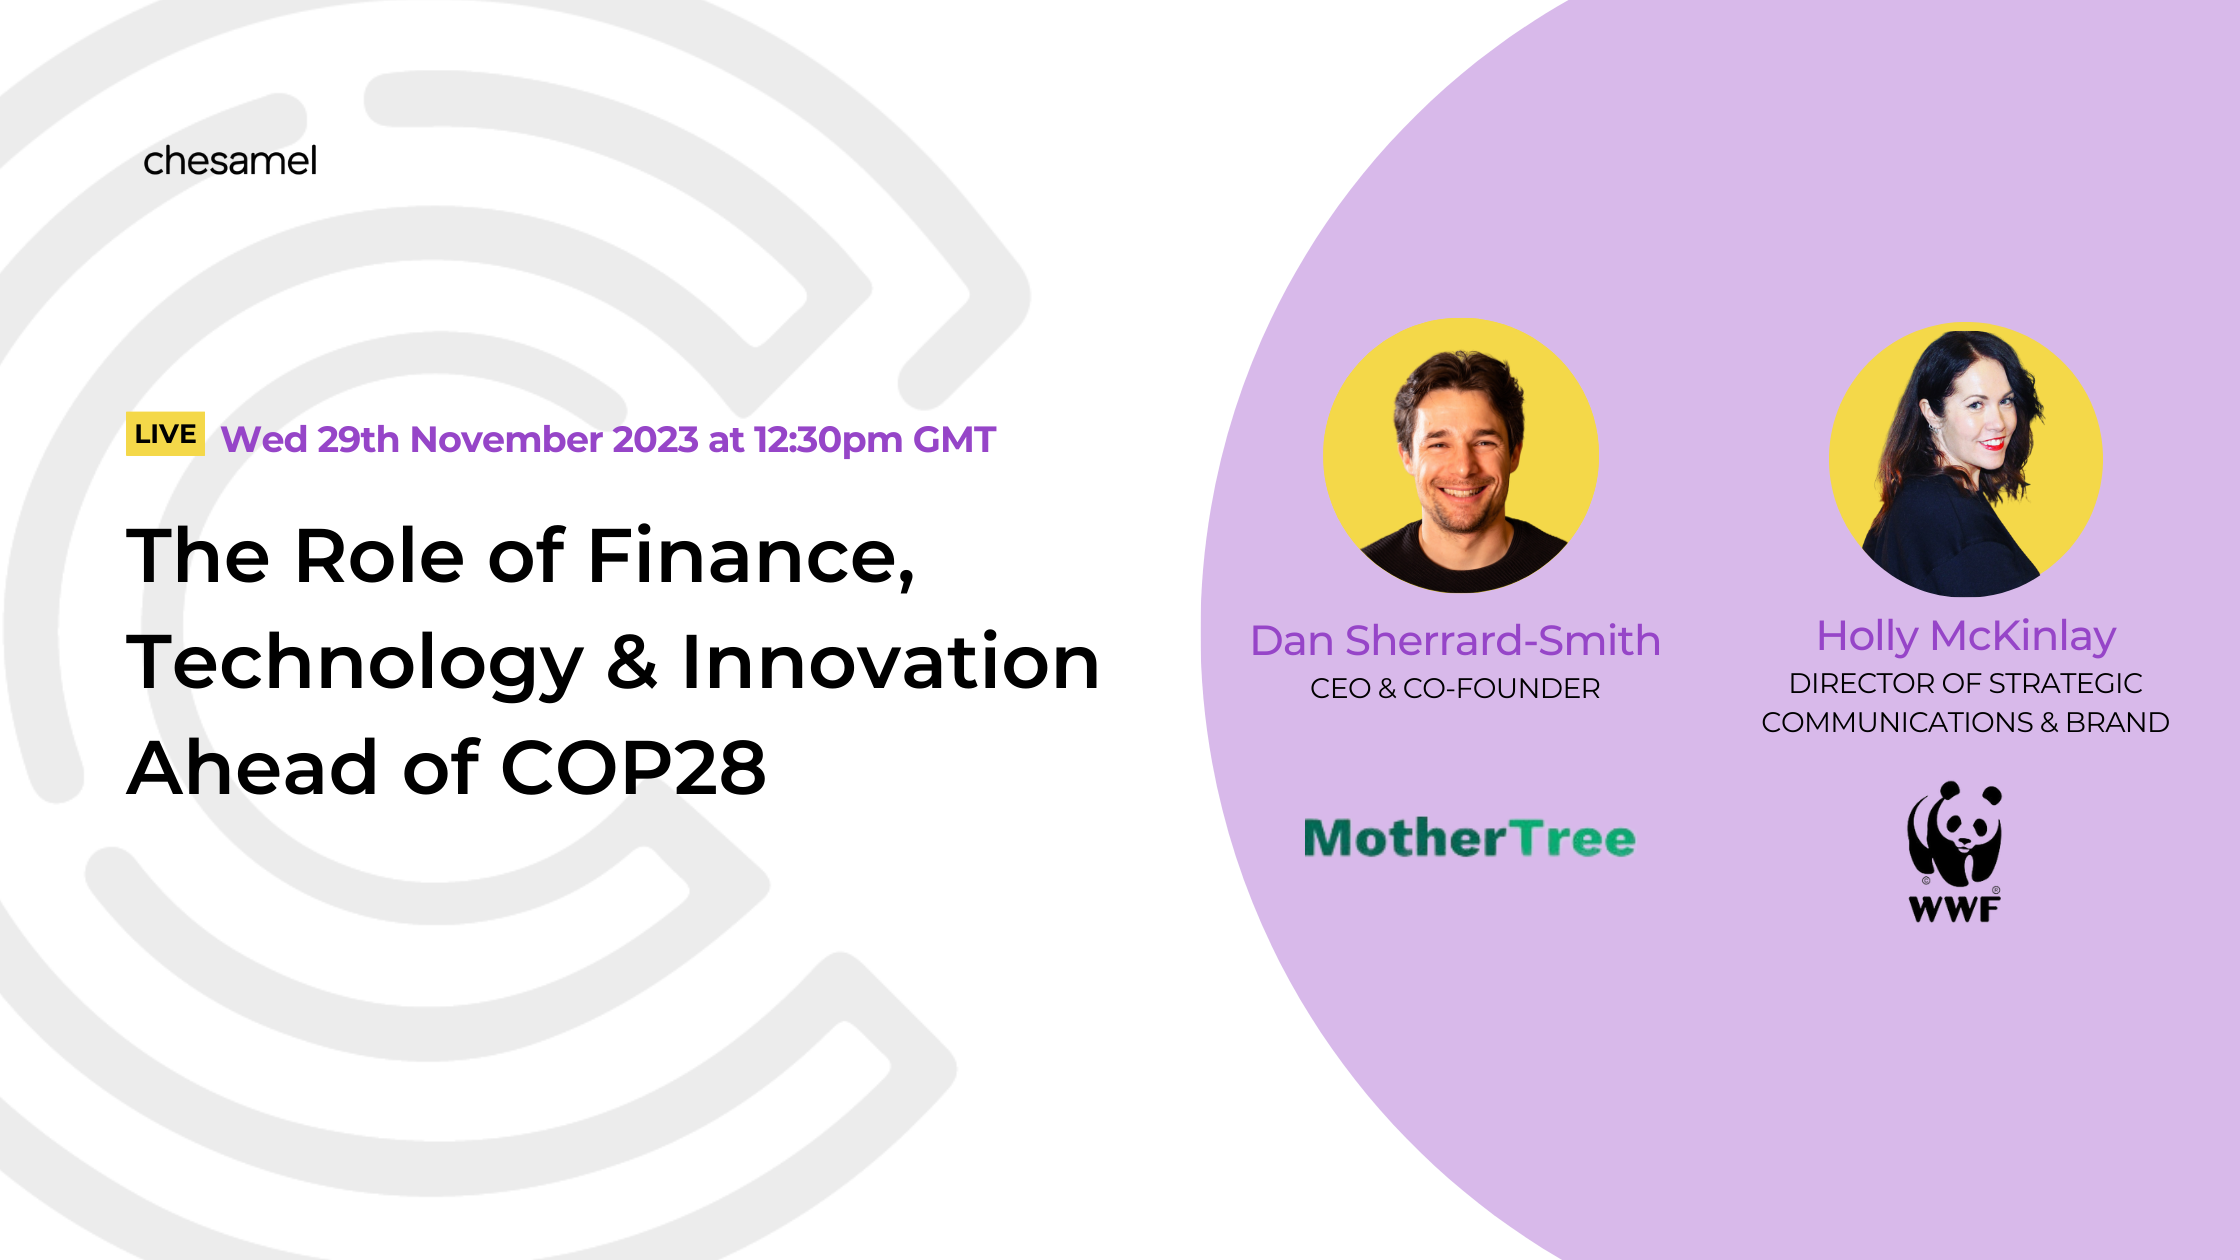 chesamel
LIVE Wed 29th November 2023 at 12:30pm GMT
The Role of Finance,
Technology & Innovation
Ahead of COP28
Dan Sherrard-Smith
CEO & CO-FOUNDER
MotherTree
Holly McKinlay
DIRECTOR OF STRATEGIC
COMMUNICATIONS & BRAND
© ®
WWF